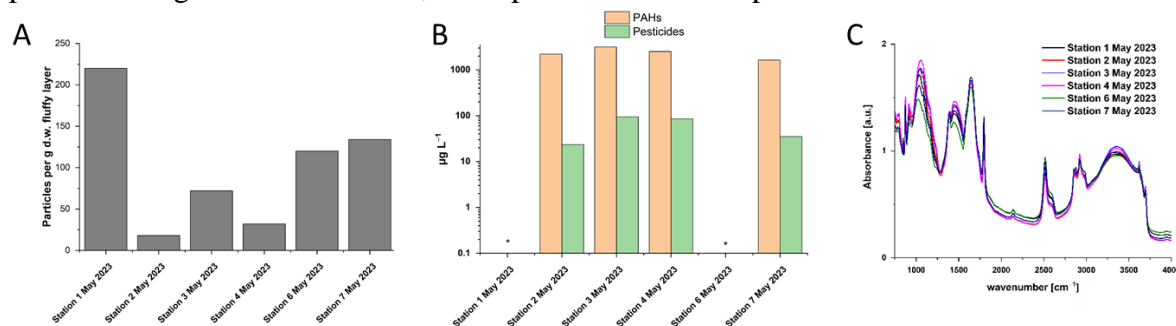 A
Particles per g d.w. fluffy layer
250
200
150
100
50
0
Station 1 May 2023
Station 2 May 2023
Station 3 May 2023
Station 4 May 2023
Station 6 May 2023
Station 7 May 2023
B
PAHs
Pesticides
µg L⁻¹
1000
100
10
1
0.1
*
*
Station 1 May 2023
Station 2 May 2023
Station 3 May 2023
Station 4 May 2023
Station 6 May 2023
Station 7 May 2023
C
Station 1 May 2023
Station 2 May 2023
Station 3 May 2023
Station 4 May 2023
Station 6 May 2023
Station 7 May 2023
Absorbance [a.u.]
2
1
0
1000 1500 2000 2500 3000 3500 400
wavenumber [cm⁻¹]